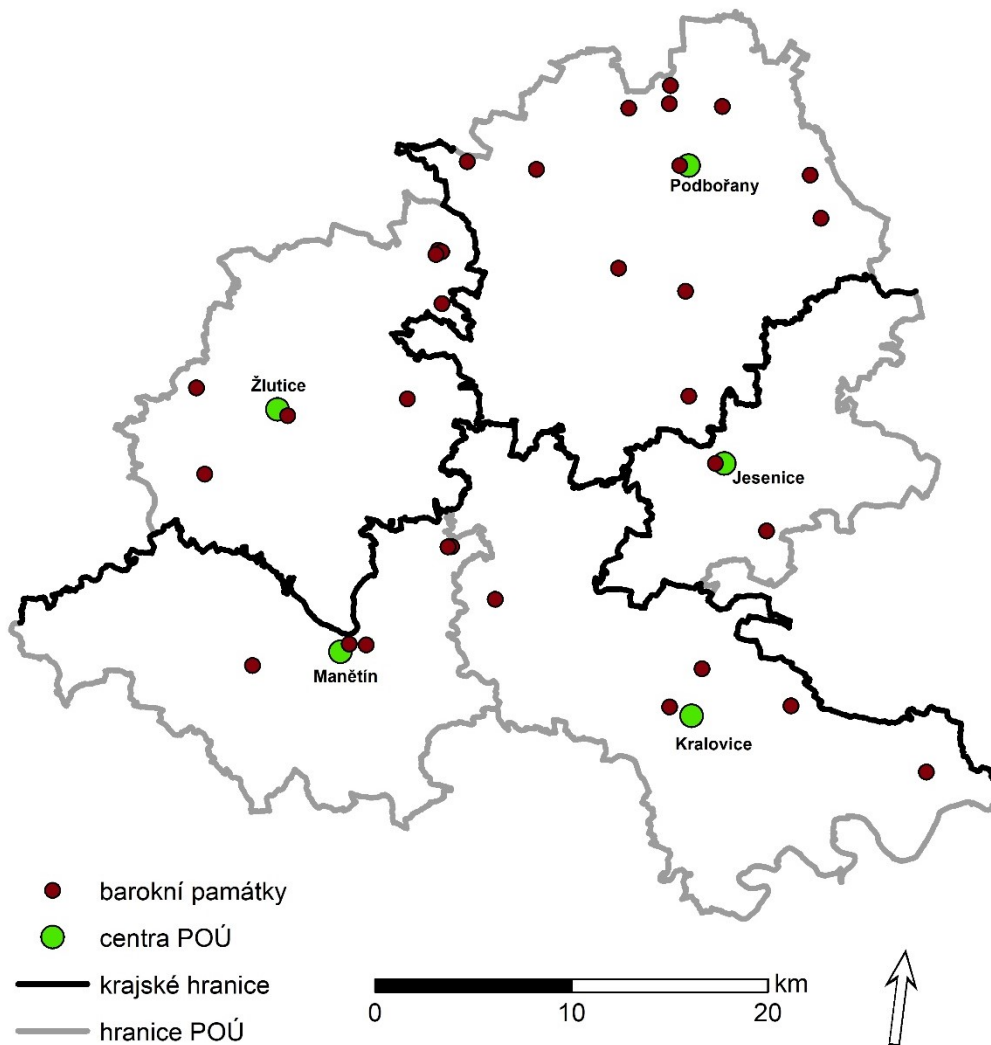 Podbořany
Žlutice
Jesenice
Manětín
Kralovice
barokní památky
centra POÚ
krajské hranice
hranice POÚ
km
0 10 20